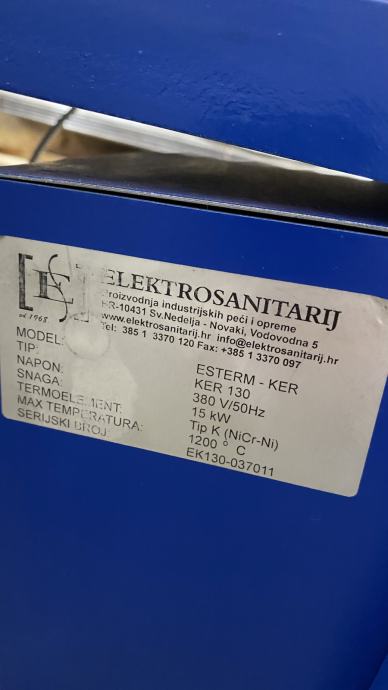 ES
od 1968
ELEKTROSANITARIJ
Proizvodnja industrijskih peći i opreme
HR-10431 Sv.Nedelja - Novaki, Vodovodna 5
www.elektrosanitarij.hr info@elektrosanitarij.hr
Tel: 385 1 3370 120 Fax: +385 1 3370 097
MODEL: ESTERM - KER
TIP: KER 130
NAPON: 380 V/50Hz
SNAGA: 15 kW
TERMOELEMENT: Tip K (NiCr-Ni)
MAX TEMPERATURA: 1200 ° C
SERIJSKI BROJ: EK130-037011